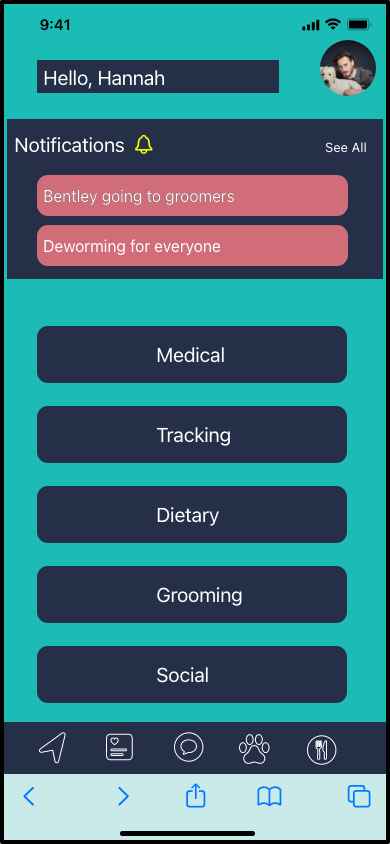 9:41
Hello, Hannah
Notifications
See All
Bentley going to groomers
Deworming for everyone
Medical
Tracking
Dietary
Grooming
Social